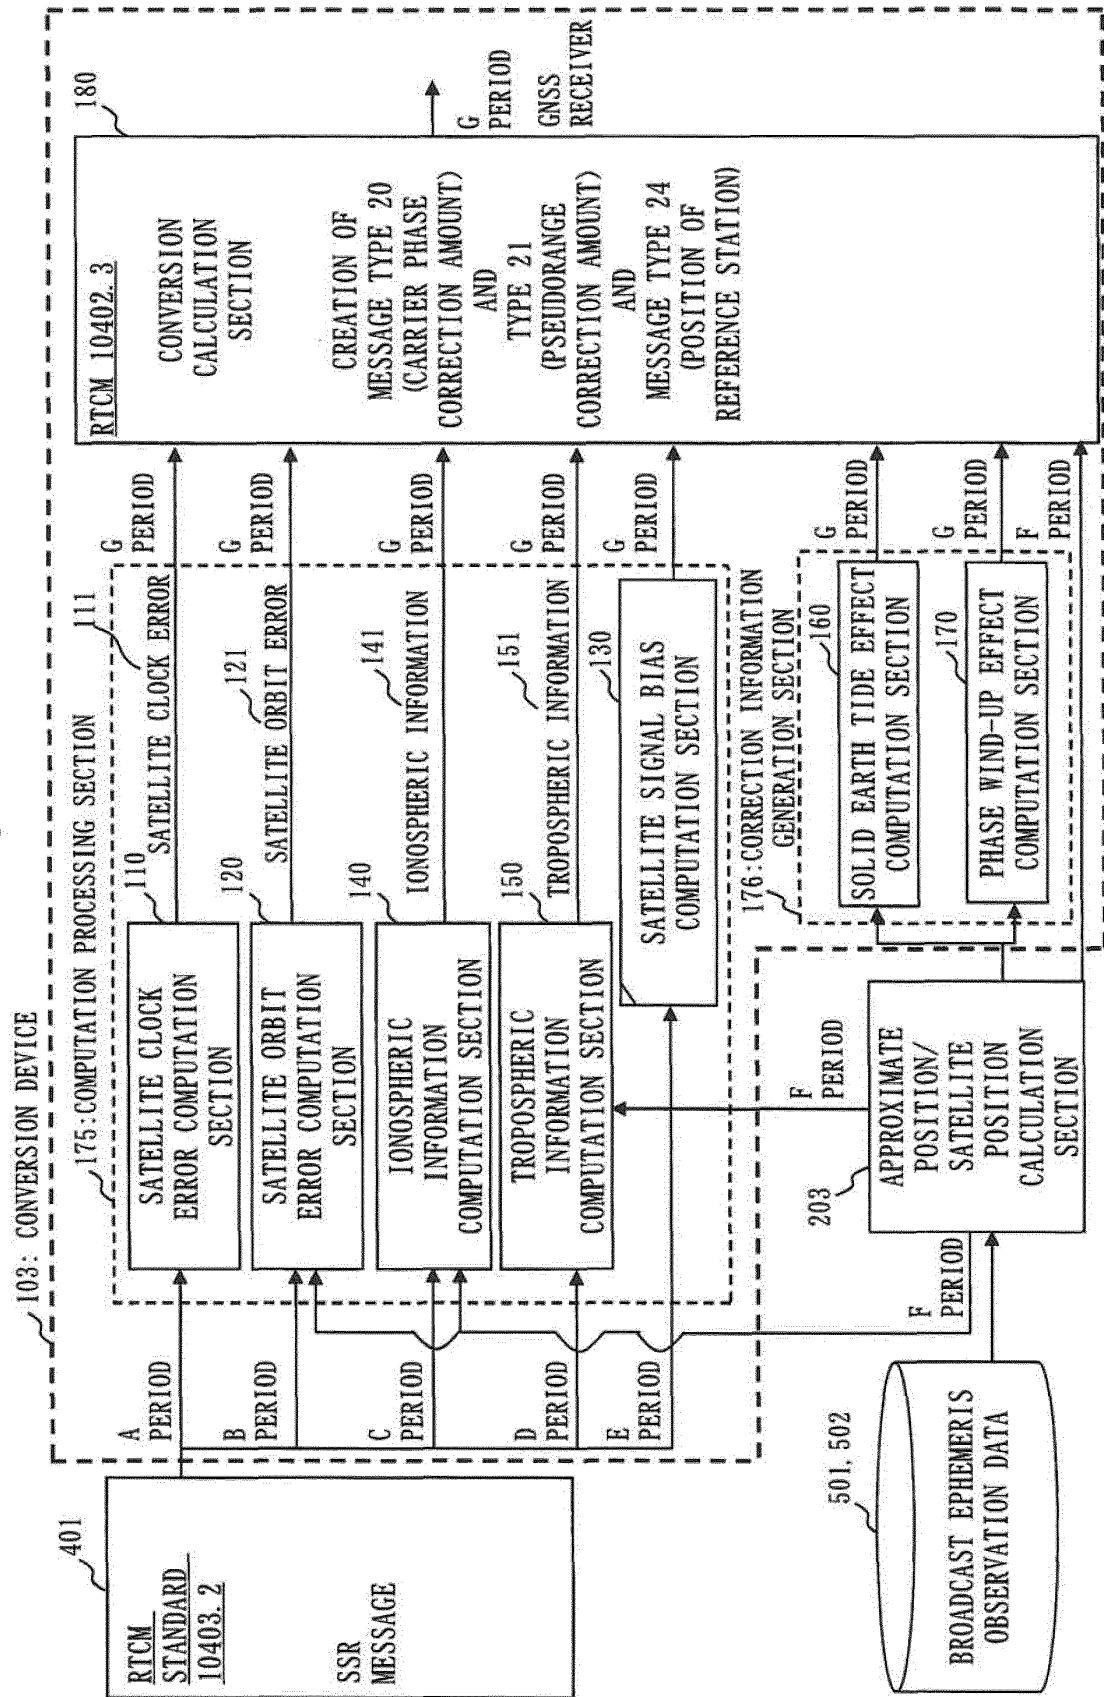 103: CONVERSION DEVICE
401
RTCM
STANDARD
10403.2
SSR
MESSAGE
A
PERIOD
B
PERIOD
C
PERIOD
D
PERIOD
E
PERIOD
175:COMPUTATION PROCESSING SECTION
110
SATELLITE CLOCK
ERROR COMPUTATION
SECTION
120
SATELLITE ORBIT
ERROR COMPUTATION
SECTION
140
IONOSPHERIC
INFORMATION
COMPUTATION SECTION
150
TROPOSPHERIC
INFORMATION
COMPUTATION SECTION
130
SATELLITE SIGNAL BIAS
COMPUTATION SECTION
111
SATELLITE CLOCK ERROR
121
SATELLITE ORBIT ERROR
141
IONOSPHERIC INFORMATION
151
TROPOSPHERIC INFORMATION
G
PERIOD
G
PERIOD
G
PERIOD
G
PERIOD
G
PERIOD
501, 502
BROADCAST EPHEMERIS
OBSERVATION DATA
F
PERIOD
203
APPROXIMATE
POSITION/
SATELLITE
POSITION
CALCULATION
SECTION
F
PERIOD
176:CORRECTION INFORMATION
GENERATION SECTION
160
SOLID EARTH TIDE EFFECT
COMPUTATION SECTION
170
PHASE WIND-UP EFFECT
COMPUTATION SECTION
G
PERIOD
G
PERIOD
F
PERIOD
180
RTCM 10402.3
CONVERSION
CALCULATION
SECTION
CREATION OF
MESSAGE TYPE 20
(CARRIER PHASE
CORRECTION AMOUNT)
AND
TYPE 21
(PSEUDORANGE
CORRECTION AMOUNT)
AND
MESSAGE TYPE 24
(POSITION OF
REFERENCE STATION)
G
PERIOD
GNSS
RECEIVER